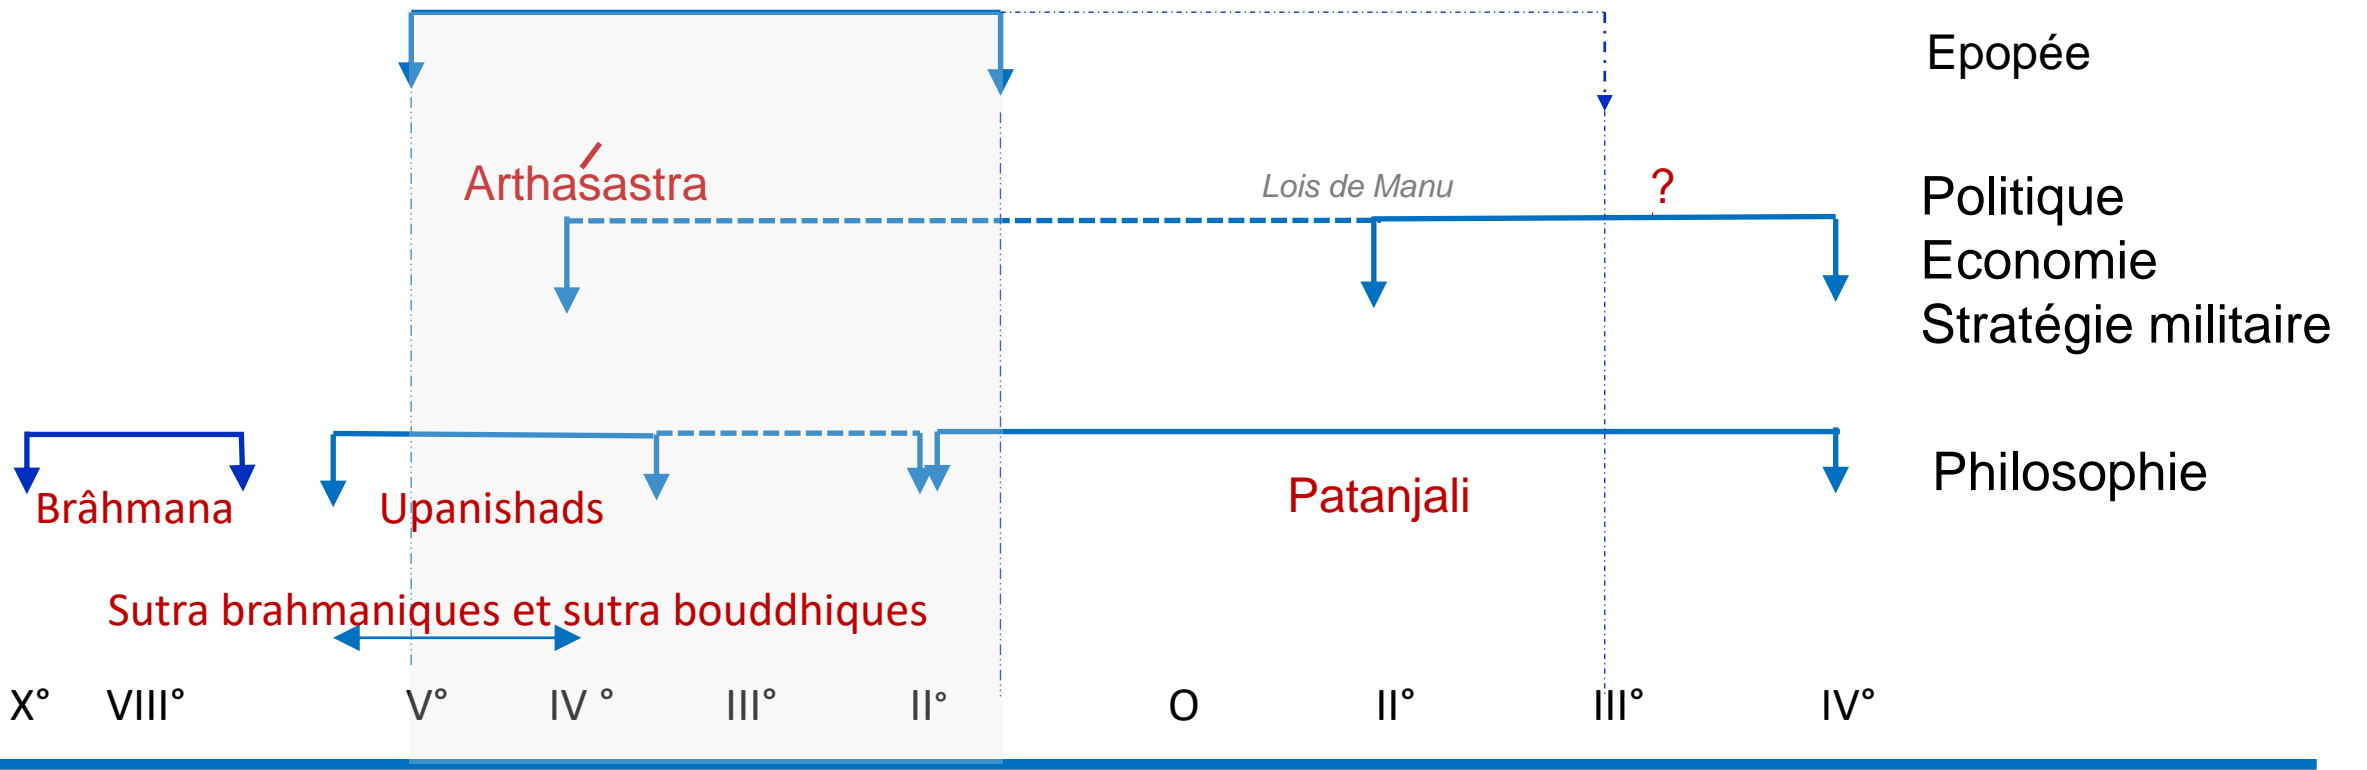 Epopée
Arthaśastra
Lois de Manu
?
Politique
Economie
Stratégie militaire
Brâhmana
Upanishads
Patanjali
Philosophie
Sutra brahmaniques et sutra bouddhiques
X° VIII° V° IV ° III° II° O II° III° IV°